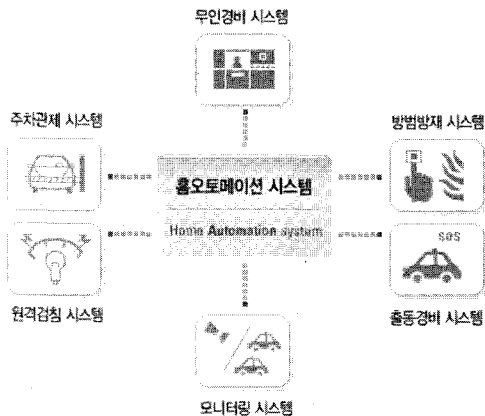 무인경비 시스템
주차관제 시스템
방범방재 시스템
홈오토메이션 시스템
Home Automation system
SOS
원격검침 시스템
출동경비 시스템
모니터링 시스템